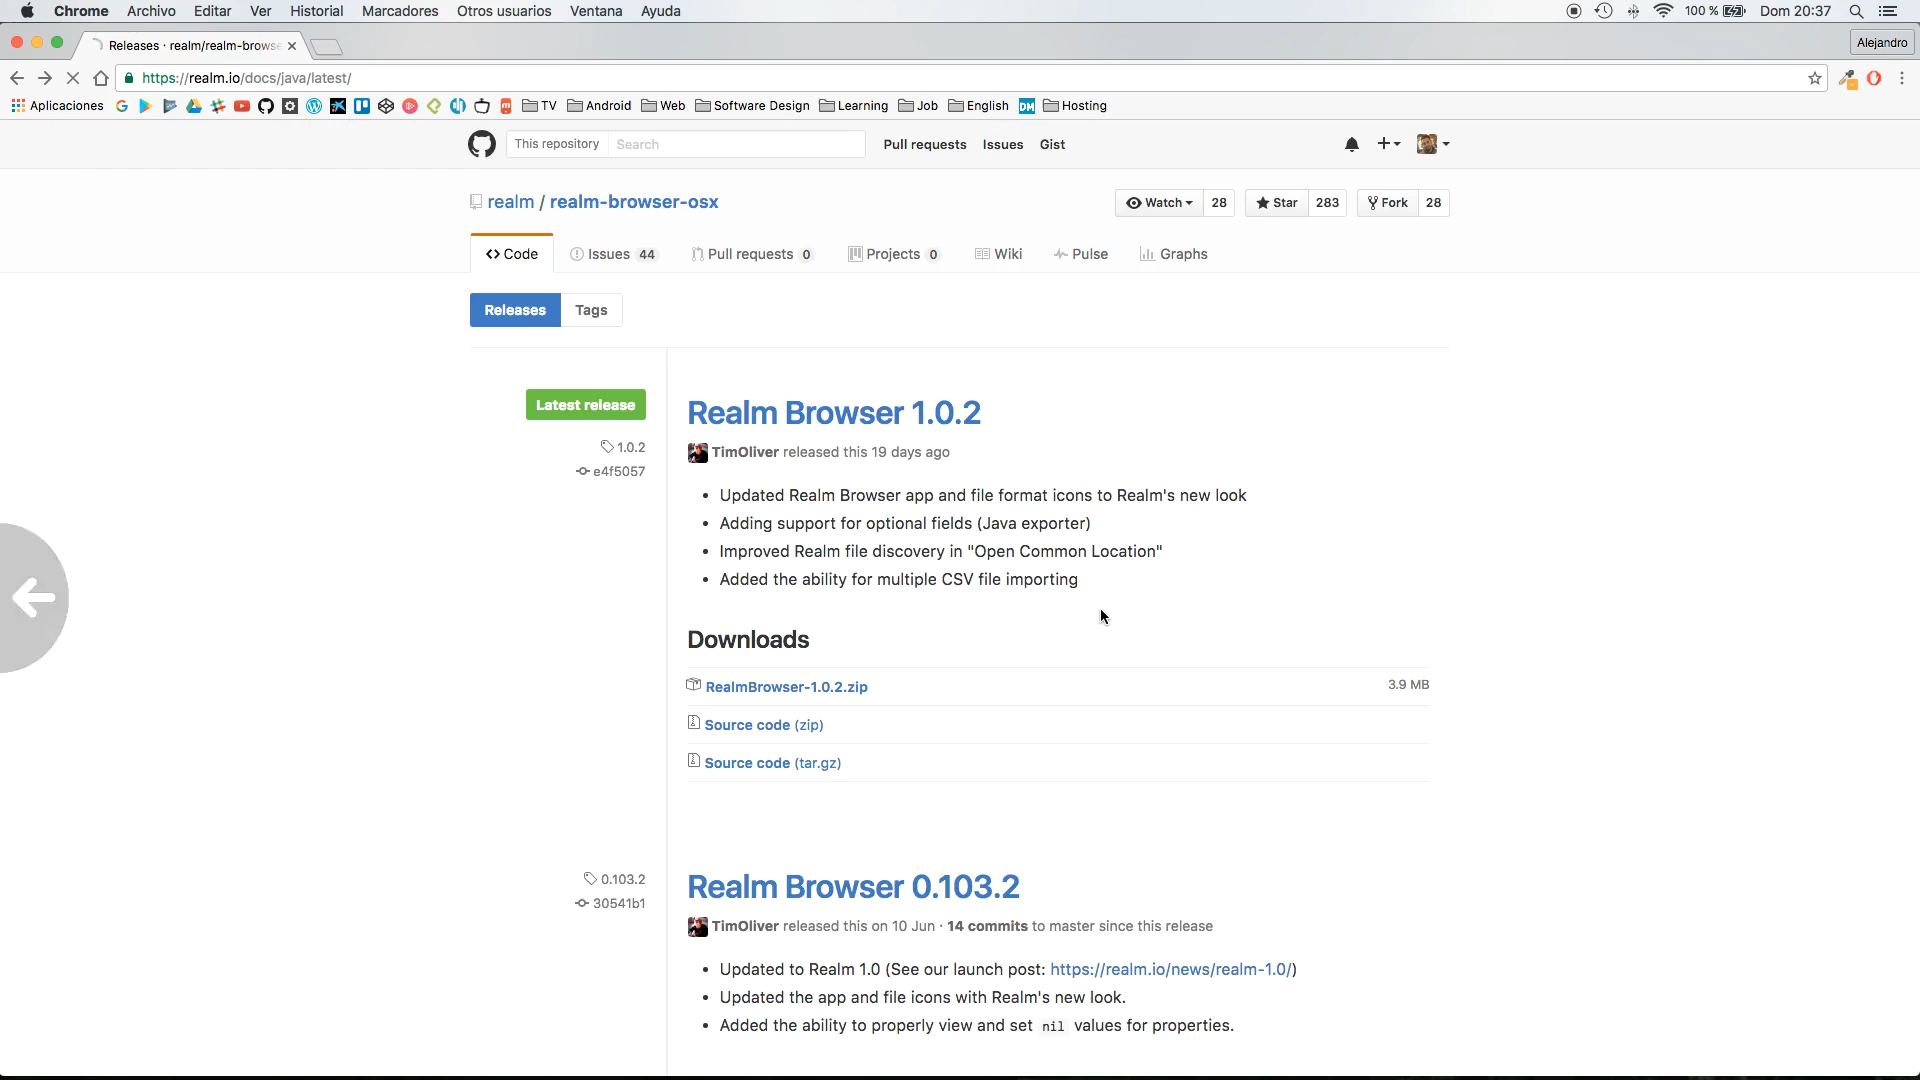 Chrome Archivo Editar Ver Historial Marcadores Otros usuarios Ventana Ayuda 100 % Dom 20:37
Releases · realm/realm-browse Alejandro
https://realm.io/docs/java/latest/
Aplicaciones TV Android Web Software Design Learning Job English DM Hosting
This repository Search Pull requests Issues Gist
realm / realm-browser-osx Watch 28 Star 283 Fork 28
Code Issues 44 Pull requests 0 Projects 0 Wiki Pulse Graphs
Releases Tags
Latest release
1.0.2
e4f5057
Realm Browser 1.0.2
TimOliver released this 19 days ago
• Updated Realm Browser app and file format icons to Realm's new look
• Adding support for optional fields (Java exporter)
• Improved Realm file discovery in "Open Common Location"
• Added the ability for multiple CSV file importing
Downloads
RealmBrowser-1.0.2.zip 3.9 MB
Source code (zip)
Source code (tar.gz)
0.103.2
30541b1
Realm Browser 0.103.2
TimOliver released this on 10 Jun · 14 commits to master since this release
• Updated to Realm 1.0 (See our launch post: https://realm.io/news/realm-1.0/)
• Updated the app and file icons with Realm's new look.
• Added the ability to properly view and set nil values for properties.